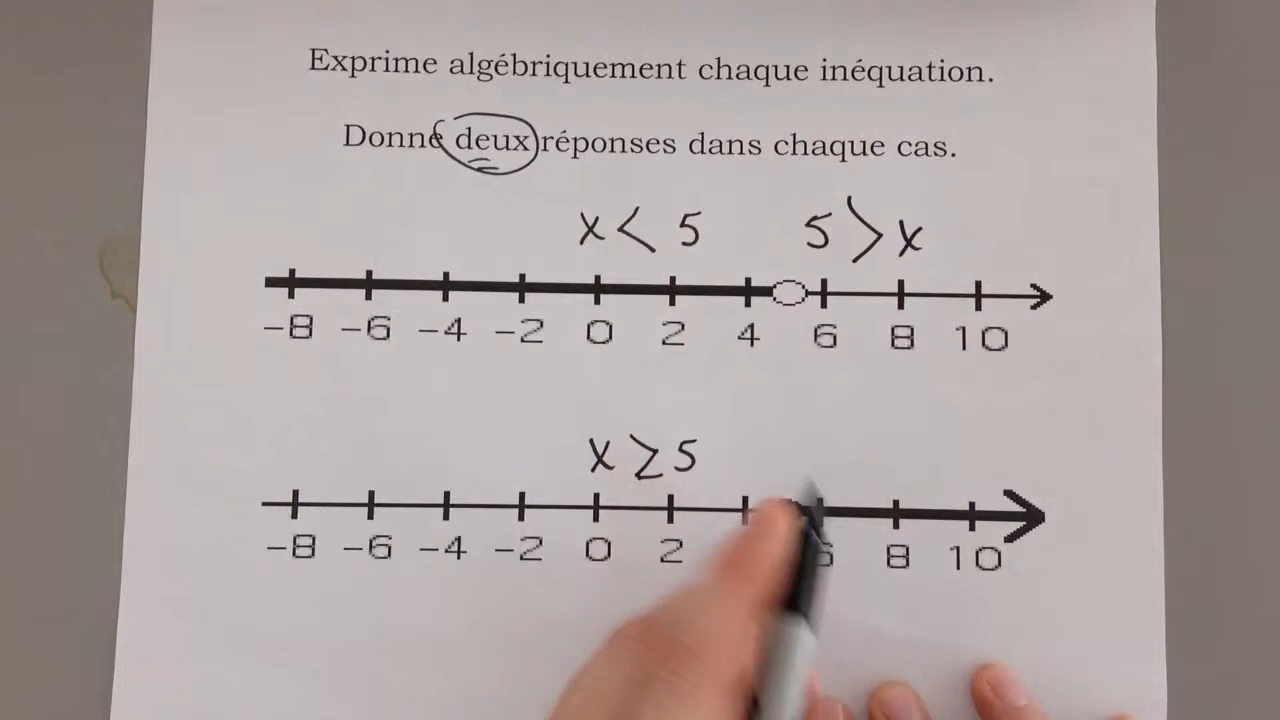 Exprime algébriquement chaque inéquation.
Donne deux réponses dans chaque cas.
x < 5 5 > x
-8 -6 -4 -2 0 2 4 6 8 10
x ≥ 5
-8 -6 -4 -2 0 2 8 10